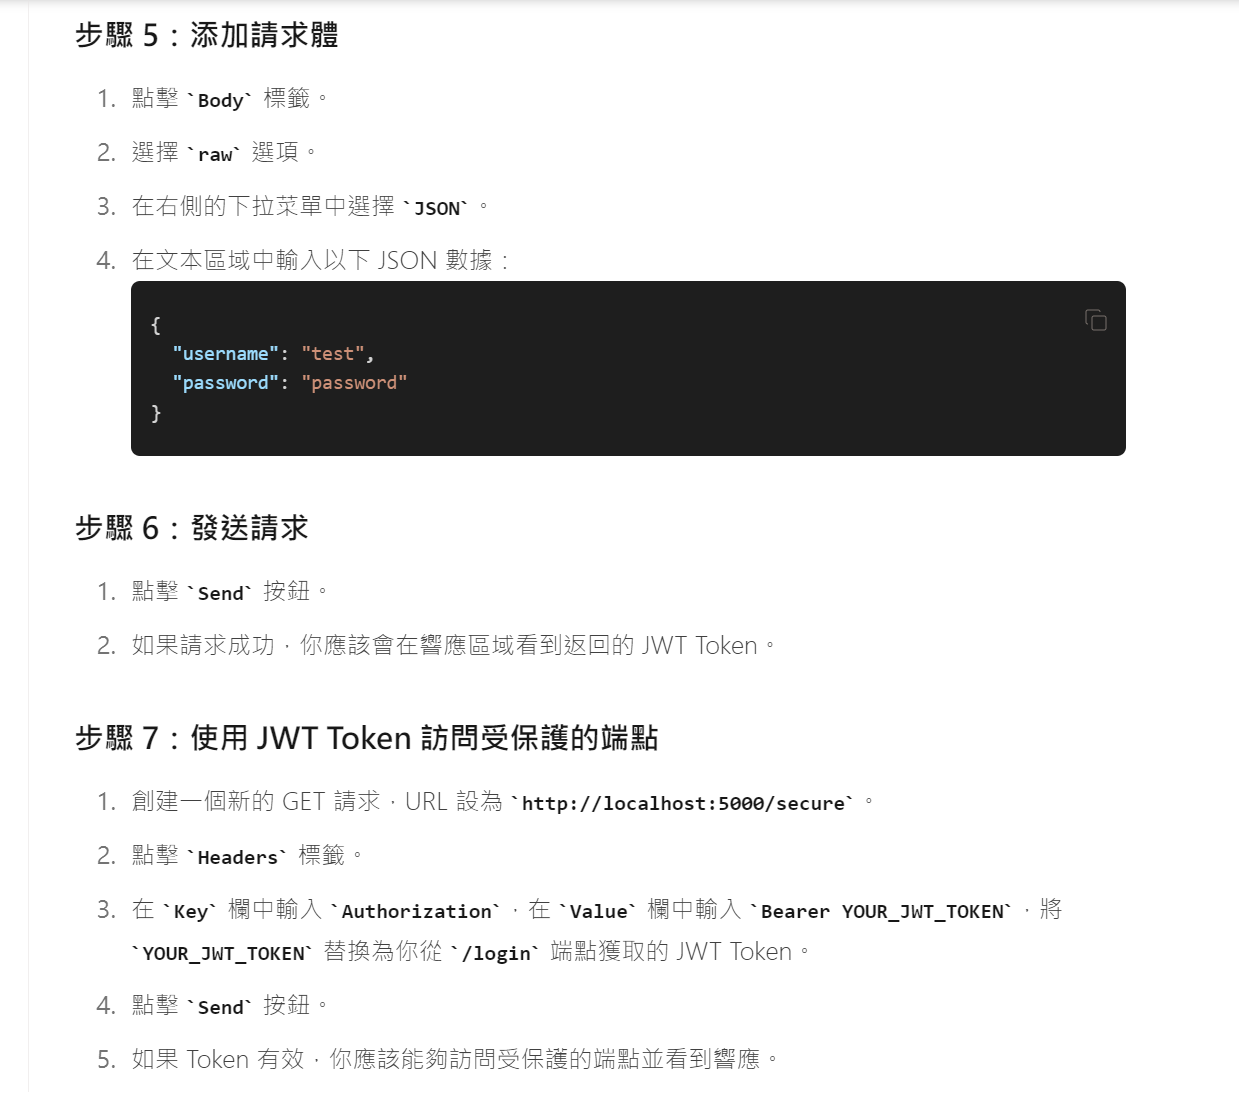 步驟 5：添加請求體
1. 點擊 `Body` 標籤。
2. 選擇 `raw` 選項。
3. 在右側的下拉菜單中選擇 `JSON` 。
4. 在文本區域中輸入以下 JSON 數據：
{
"username": "test",
"password": "password"
}
步驟 6：發送請求
1. 點擊 `Send` 按鈕。
2. 如果請求成功，你應該會在響應區域看到返回的 JWT Token。
步驟 7：使用 JWT Token 訪問受保護的端點
1. 創建一個新的 GET 請求，URL 設為 `http://localhost:5000/secure` 。
2. 點擊 `Headers` 標籤。
3. 在 `Key` 欄中輸入 `Authorization` ，在 `Value` 欄中輸入 `Bearer YOUR_JWT_TOKEN` ，將
`YOUR_JWT_TOKEN` 替換為你從 `/login` 端點獲取的 JWT Token。
4. 點擊 `Send` 按鈕。
5. 如果 Token 有效，你應該能夠訪問受保護的端點並看到響應。